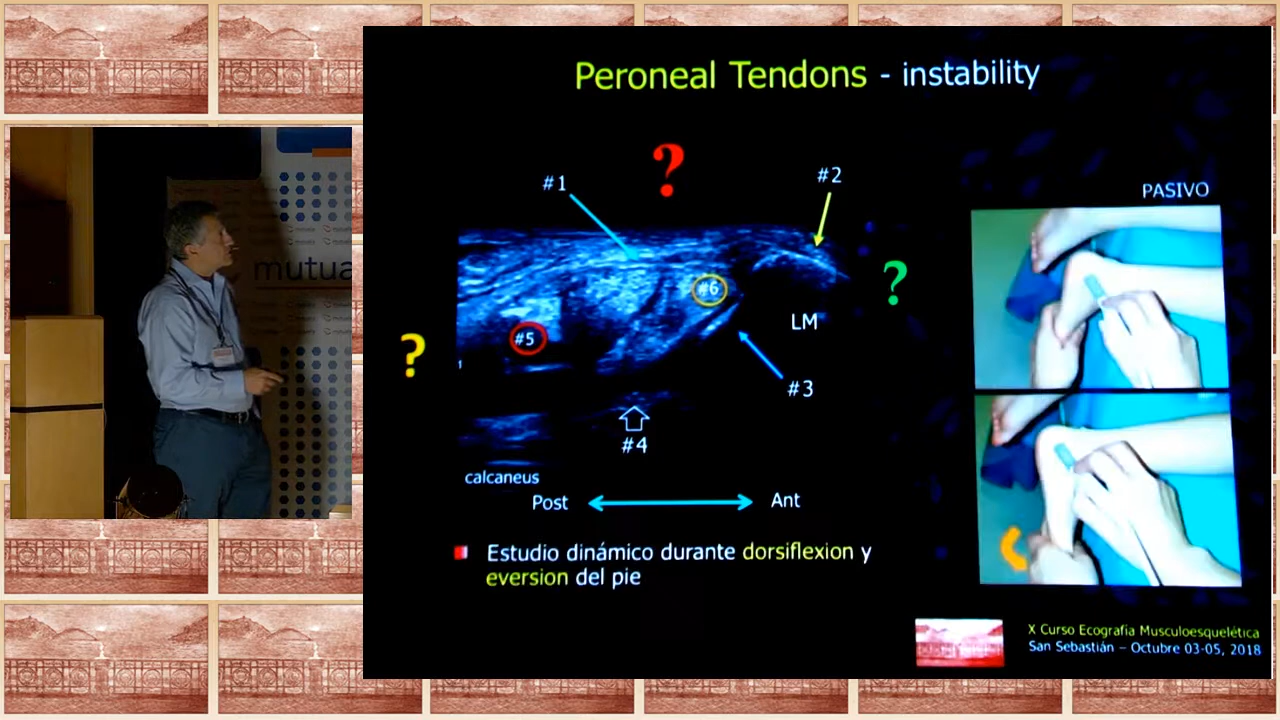 Peroneal Tendons - instability
?
#1
#2
PASIVO
?
#6
LM
#5
?
#3
#4
calcaneus
Post
Ant
Estudio dinámico durante dorsiflexion y
eversion del pie
X Curso Ecografía Musculoesquelética
San Sebastián – Octubre 03-05, 2018
mutua